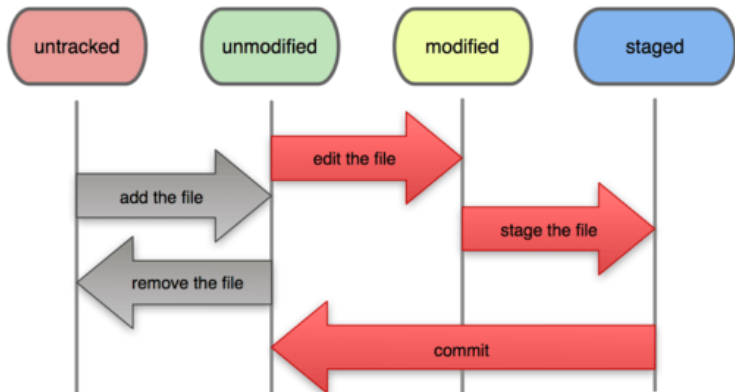 untracked
unmodified
modified
staged
edit the file
add the file
stage the file
remove the file
commit